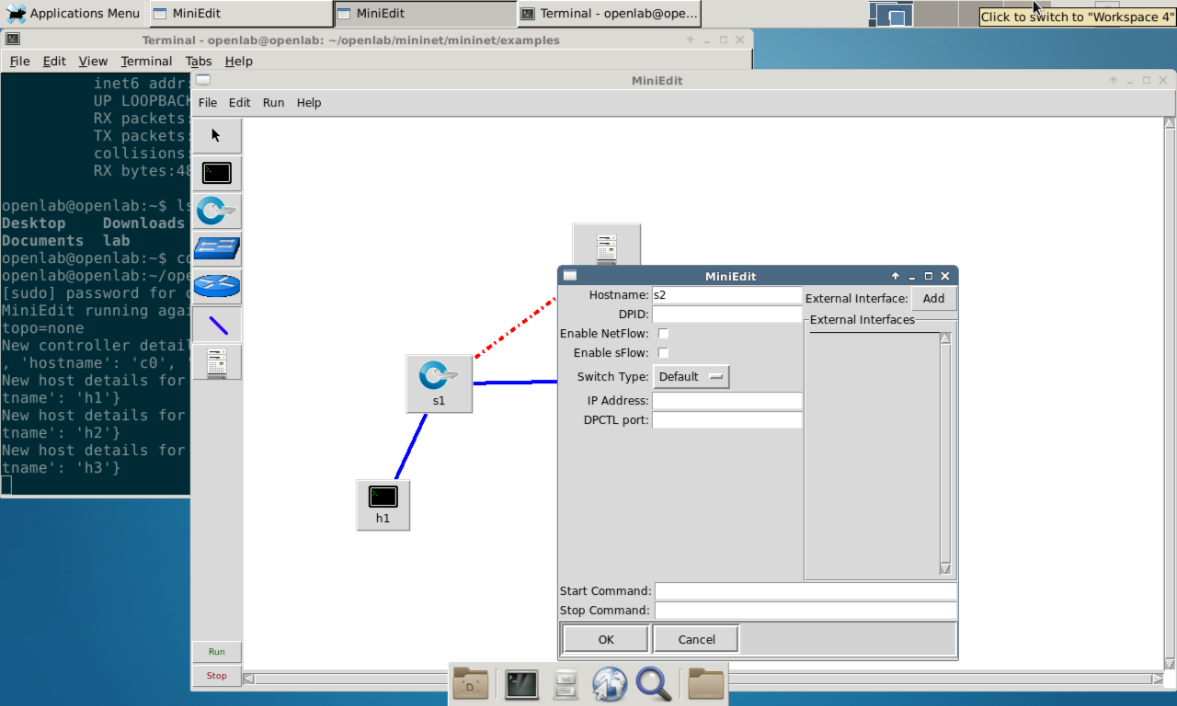 Applications Menu
MiniEdit
MiniEdit
Terminal - openlab@ope...
Click to switch to "Workspace 4"
Terminal - openlab@openlab: ~/openlab/mininet/mininet/examples
File Edit View Terminal Tabs Help
inet6 addr:
UP LOOPBACK
RX packets:
TX packets:
collisions:
RX bytes:48
openlab@openlab:~$ ls
Desktop Downloads
Documents lab
openlab@openlab:~$ cd
openlab@openlab:~/ope
[sudo] password for o
MiniEdit running agai
topo=none
New controller detail
, 'hostname': 'c0', '
New host details for
tname': 'h1'}
New host details for
tname': 'h2'}
New host details for
tname': 'h3'}
MiniEdit
File Edit Run Help
s1
h1
Run
Stop
MiniEdit
Hostname: s2
DPID:
Enable NetFlow:
Enable sFlow:
Switch Type: Default
IP Address:
DPCTL port:
External Interface: Add
External Interfaces
Start Command:
Stop Command:
OK Cancel